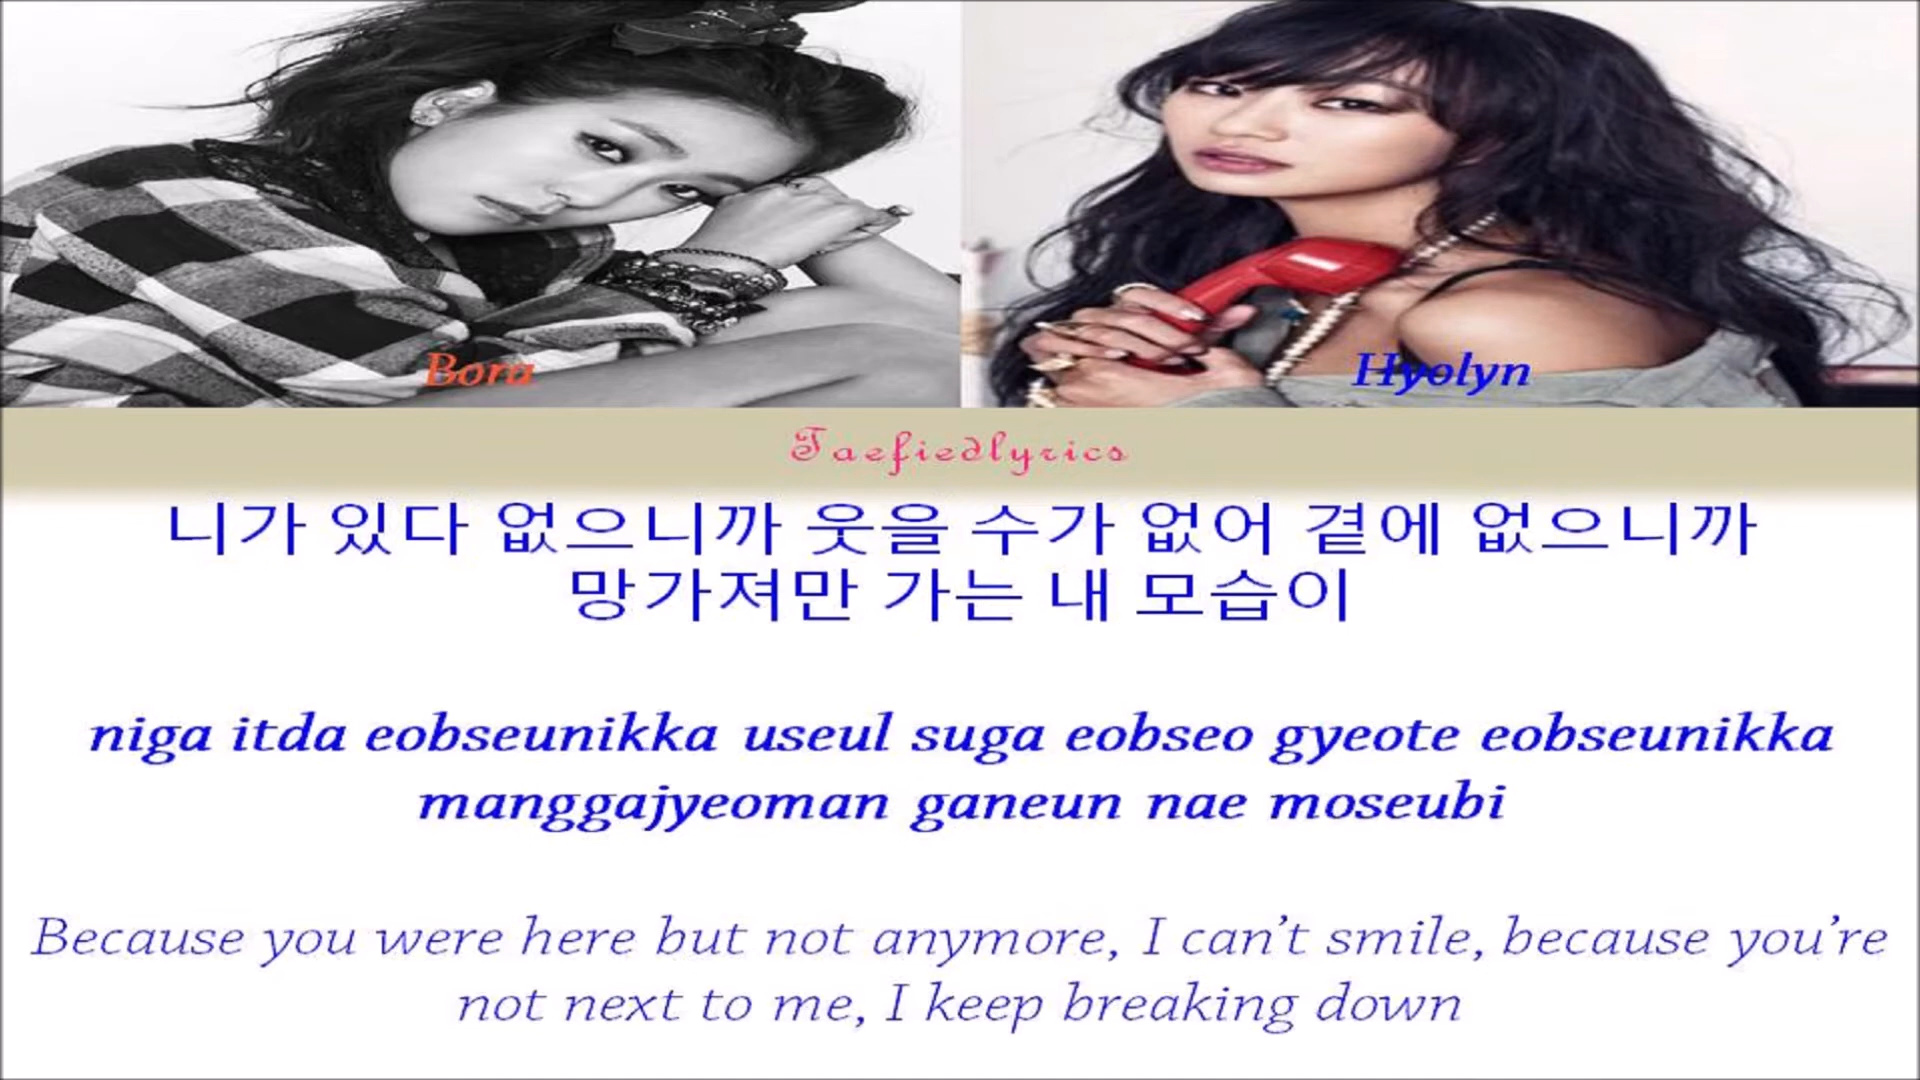 Bora
Hyolyn
Taefiedlyrics
니가 있다 없으니까 웃을 수가 없어 곁에 없으니까
망가져만 가는 내 모습이
niga itda eobseunikka useul suga eobseo gyeote eobseunikka
manggajyeoman ganeun nae moseubi
Because you were here but not anymore, I can’t smile, because you’re
not next to me, I keep breaking down